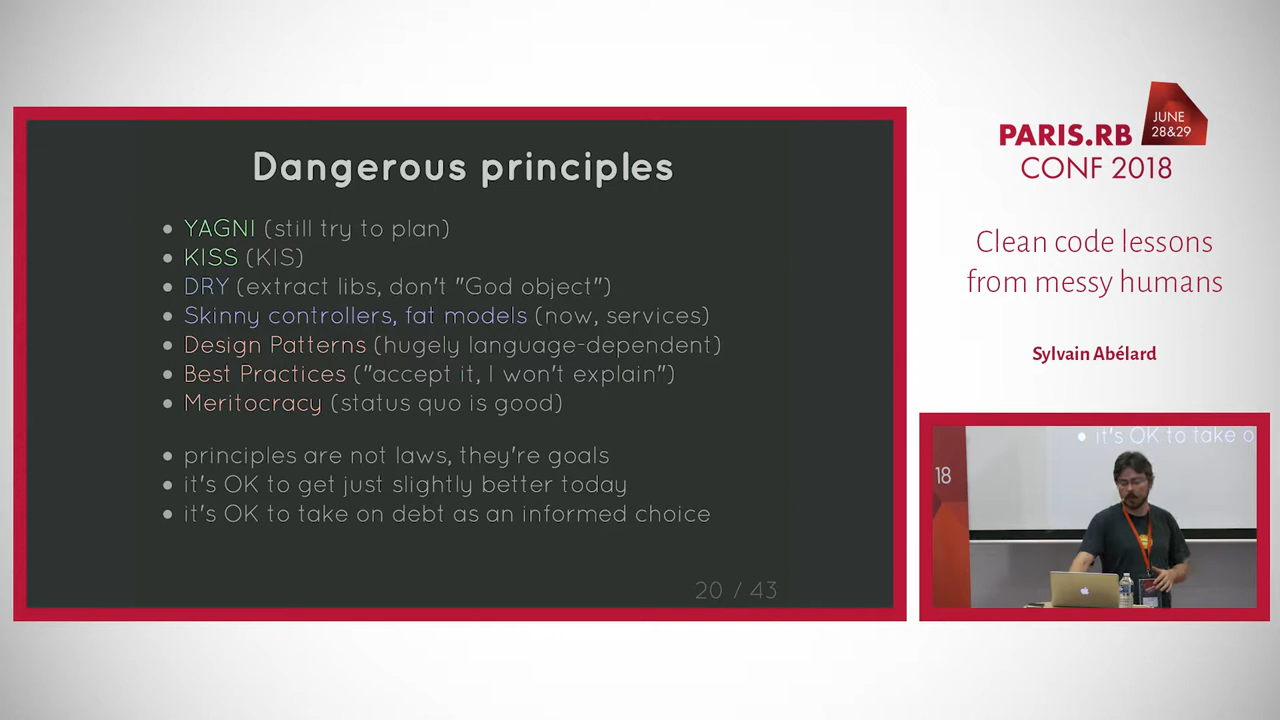 Dangerous principles
YAGNI (still try to plan)
KISS (KIS)
DRY (extract libs, don't "God object")
Skinny controllers, fat models (now, services)
Design Patterns (hugely language-dependent)
Best Practices ("accept it, I won't explain")
Meritocracy (status quo is good)
principles are not laws, they're goals
it's OK to get just slightly better today
it's OK to take on debt as an informed choice
20 / 43
JUNE
28&29
PARIS.RB
CONF 2018
Clean code lessons
from messy humans
Sylvain Abélard
it's OK to take o
18